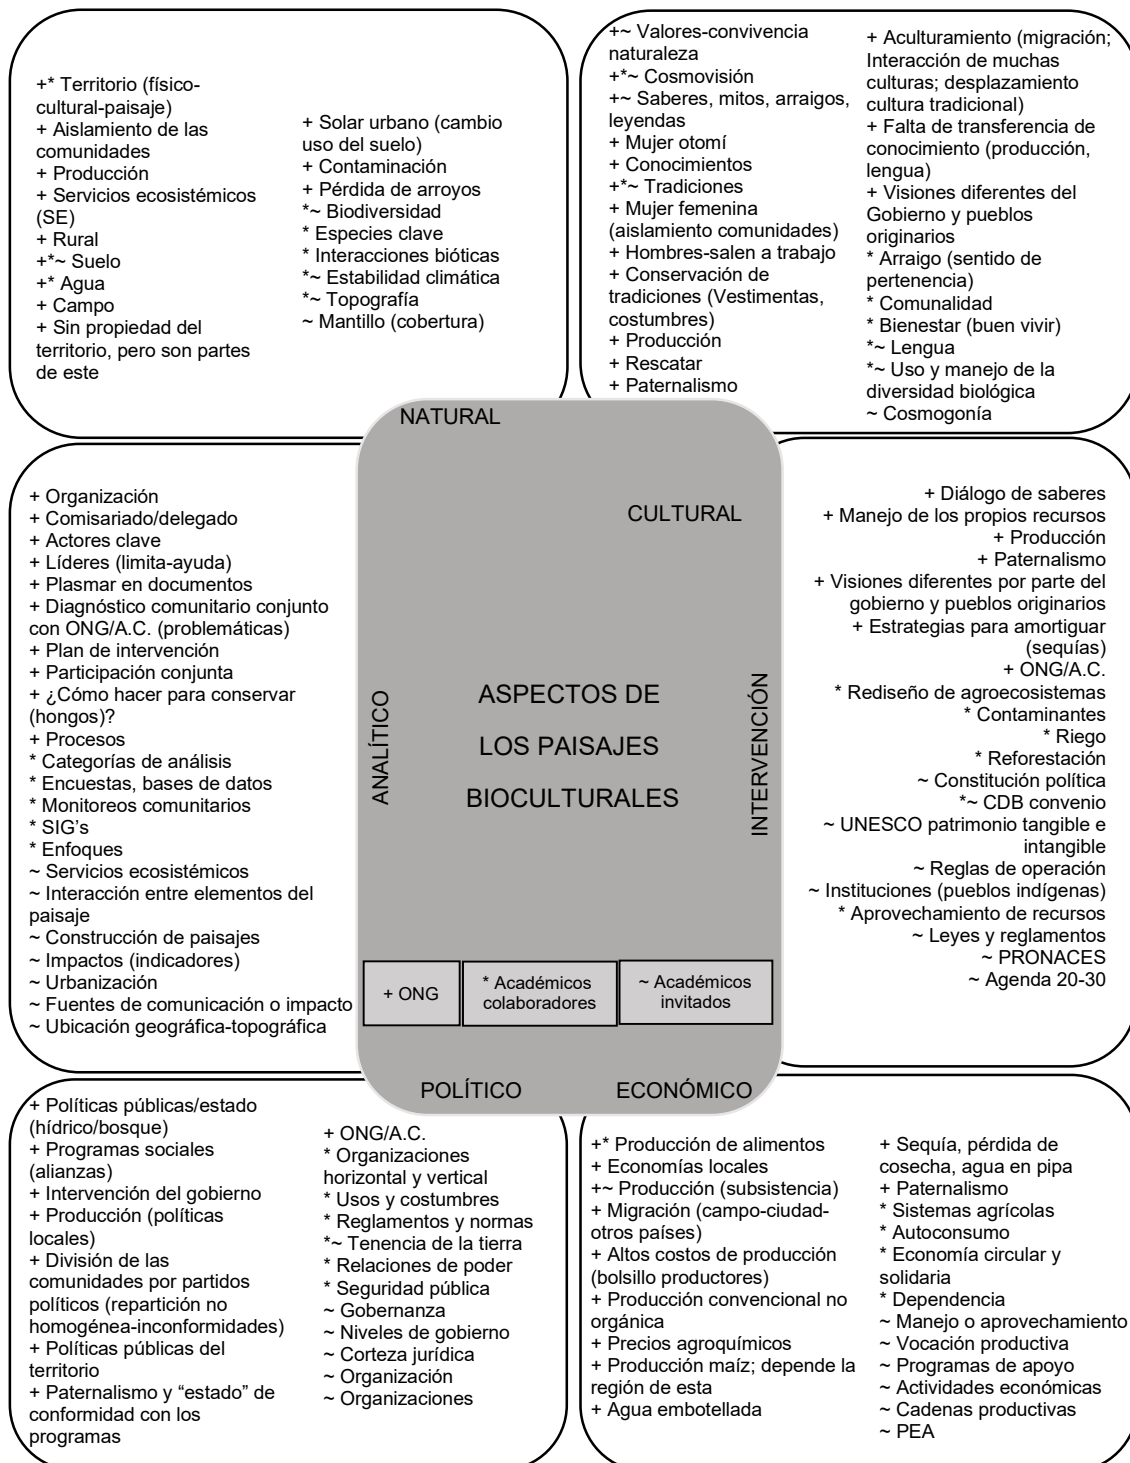 +* Territorio (físico-
cultural-paisaje)
+ Aislamiento de las
comunidades
+ Producción
+ Servicios ecosistémicos
(SE)
+ Rural
+*~ Suelo
+* Agua
+ Campo
+ Sin propiedad del
territorio, pero son partes
de este
+ Solar urbano (cambio
uso del suelo)
+ Contaminación
+ Pérdida de arroyos
*~ Biodiversidad
* Especies clave
* Interacciones bióticas
*~ Estabilidad climática
*~ Topografía
~ Mantillo (cobertura)
+~ Valores-convivencia
naturaleza
+*~ Cosmovisión
+~ Saberes, mitos, arraigos,
leyendas
+ Mujer otomí
+ Conocimientos
+*~ Tradiciones
+ Mujer femenina
(aislamiento comunidades)
+ Hombres-salen a trabajo
+ Conservación de
tradiciones (Vestimentas,
costumbres)
+ Producción
+ Rescatar
+ Paternalismo
+ Aculturamiento (migración;
Interacción de muchas
culturas; desplazamiento
cultura tradicional)
+ Falta de transferencia de
conocimiento (producción,
lengua)
+ Visiones diferentes del
Gobierno y pueblos
originarios
* Arraigo (sentido de
pertenencia)
* Comunalidad
* Bienestar (buen vivir)
*~ Lengua
*~ Uso y manejo de la
diversidad biológica
~ Cosmogonía
NATURAL
CULTURAL
+ Organización
+ Comisariado/delegado
+ Actores clave
+ Líderes (limita-ayuda)
+ Plasmar en documentos
+ Diagnóstico comunitario conjunto
con ONG/A.C. (problemáticas)
+ Plan de intervención
+ Participación conjunta
+ ¿Cómo hacer para conservar
(hongos)?
+ Procesos
* Categorías de análisis
* Encuestas, bases de datos
* Monitoreos comunitarios
* SIG's
* Enfoques
~ Servicios ecosistémicos
~ Interacción entre elementos del
paisaje
~ Construcción de paisajes
~ Impactos (indicadores)
~ Urbanización
~ Fuentes de comunicación o impacto
~ Ubicación geográfica-topográfica
ANALÍTICO
ASPECTOS DE
LOS PAISAJES
BIOCULTURALES
INTERVENCIÓN
+ Diálogo de saberes
+ Manejo de los propios recursos
+ Producción
+ Paternalismo
+ Visiones diferentes por parte del
gobierno y pueblos originarios
+ Estrategias para amortiguar
(sequías)
+ ONG/A.C.
* Rediseño de agroecosistemas
* Contaminantes
* Riego
* Reforestación
~ Constitución política
*~ CDB convenio
~ UNESCO patrimonio tangible e
intangible
~ Reglas de operación
~ Instituciones (pueblos indígenas)
* Aprovechamiento de recursos
~ Leyes y reglamentos
~ PRONACES
~ Agenda 20-30
+ ONG
* Académicos
colaboradores
~ Académicos
invitados
POLÍTICO
ECONÓMICO
+ Políticas públicas/estado
(hídrico/bosque)
+ Programas sociales
(alianzas)
+ Intervención del gobierno
+ Producción (políticas
locales)
+ División de las
comunidades por partidos
políticos (repartición no
homogénea-inconformidades)
+ Políticas públicas del
territorio
+ Paternalismo y “estado” de
conformidad con los
programas
+ ONG/A.C.
* Organizaciones
horizontal y vertical
* Usos y costumbres
* Reglamentos y normas
*~ Tenencia de la tierra
* Relaciones de poder
* Seguridad pública
~ Gobernanza
~ Niveles de gobierno
~ Corteza jurídica
~ Organización
~ Organizaciones
+* Producción de alimentos
+ Economías locales
+~ Producción (subsistencia)
+ Migración (campo-ciudad-
otros países)
+ Altos costos de producción
(bolsillo productores)
+ Producción convencional no
orgánica
+ Precios agroquímicos
+ Producción maíz; depende la
región de esta
+ Agua embotellada
+ Sequía, pérdida de
cosecha, agua en pipa
+ Paternalismo
* Sistemas agrícolas
* Autoconsumo
* Economía circular y
solidaria
* Dependencia
~ Manejo o aprovechamiento
~ Vocación productiva
~ Programas de apoyo
~ Actividades económicas
~ Cadenas productivas
~ PEA